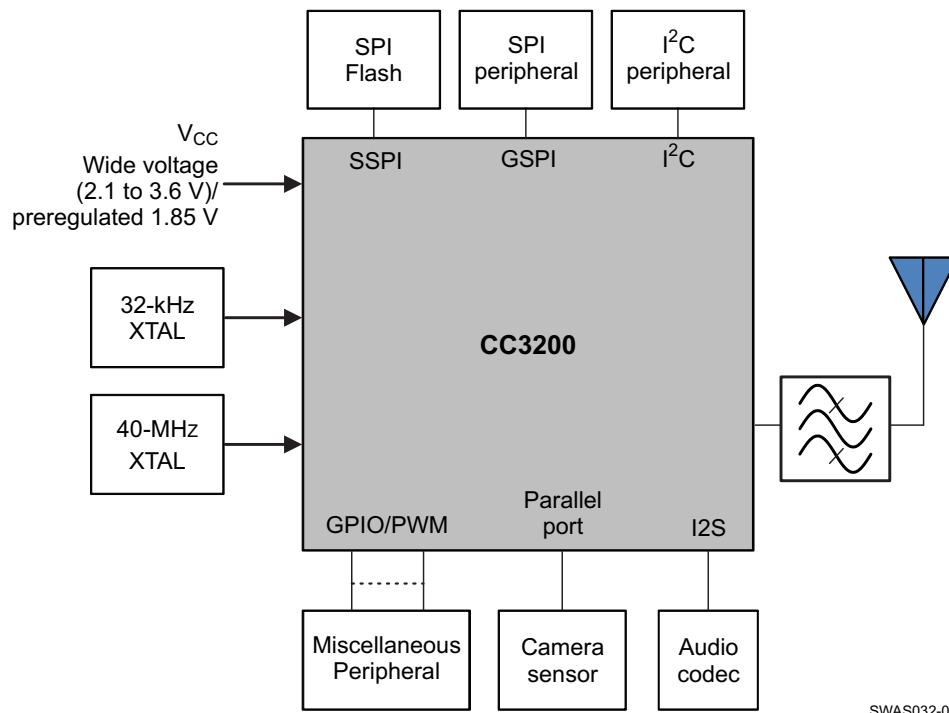 SPI
Flash
SPI
peripheral
I²C
peripheral
V_CC
Wide voltage
(2.1 to 3.6 V)/
preregulated 1.85 V
SSPI
GSPI
I²C
32-kHz
XTAL
CC3200
40-MHz
XTAL
GPIO/PWM
Parallel
port
I2S
Miscellaneous
Peripheral
Camera
sensor
Audio
codec